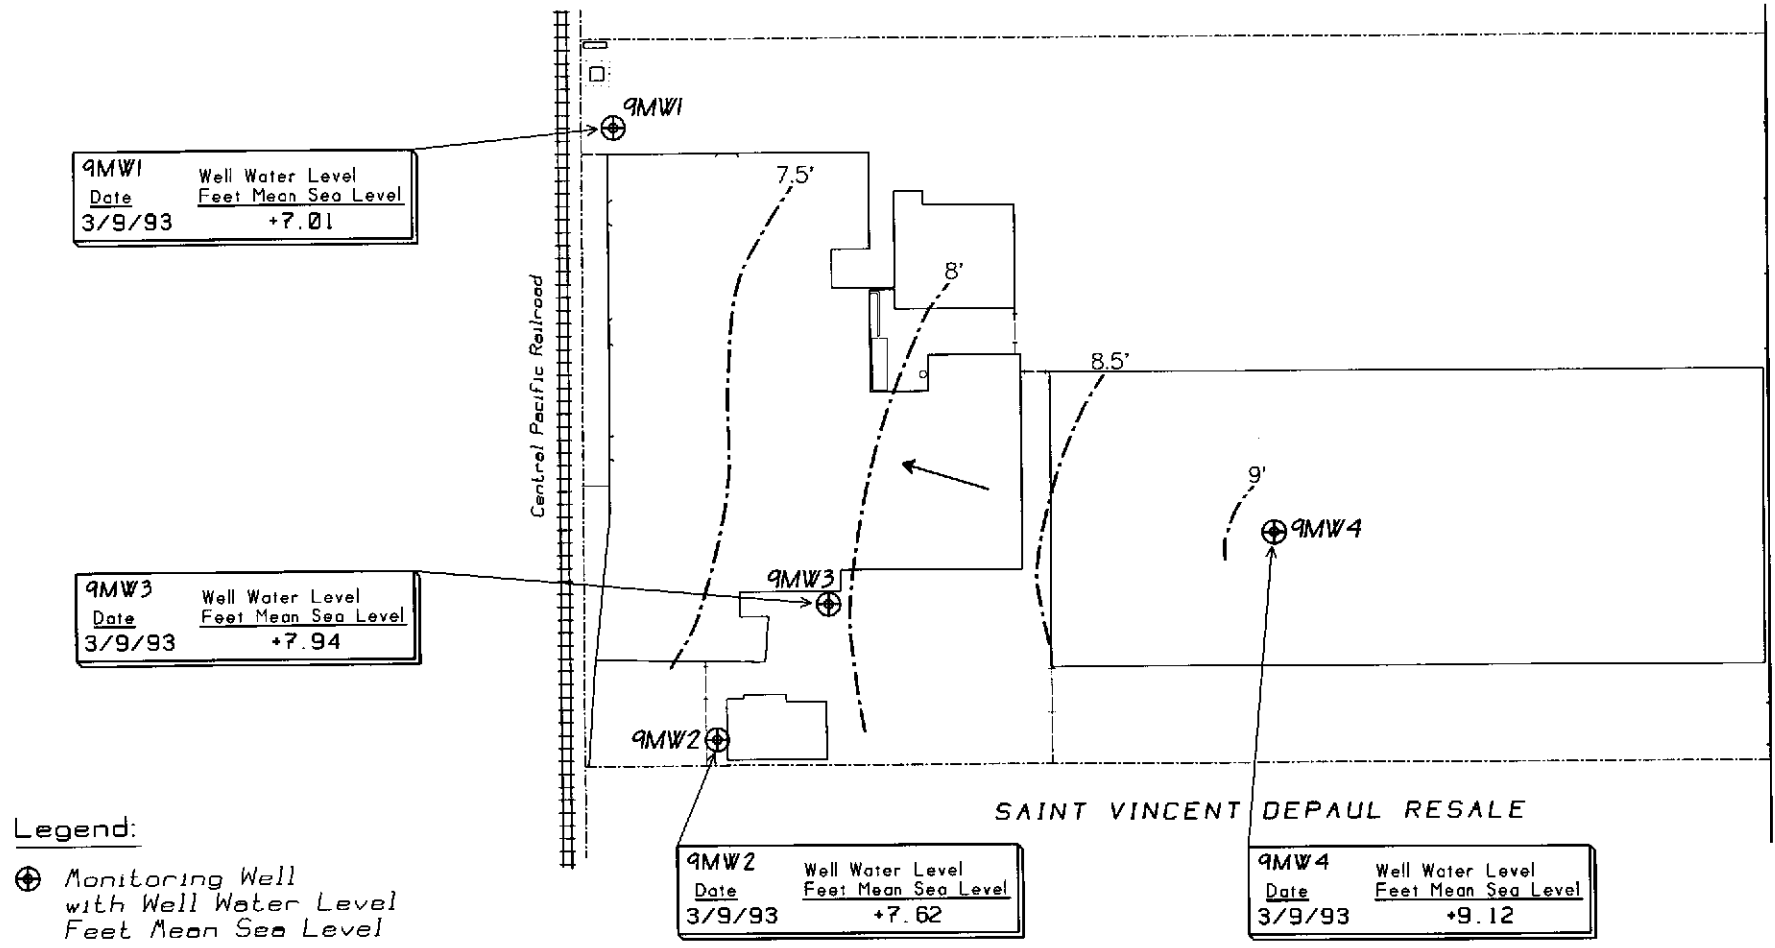 9MW1
9MW1 Well Water Level
Date Feet Mean Sea Level
3/9/93 +7.01
7.5'
8'
8.5'
9'
Central Pacific Railroad
9MW4
9MW3
9MW3 Well Water Level
Date Feet Mean Sea Level
3/9/93 +7.94
9MW2
SAINT VINCENT DEPAUL RESALE
9MW2 Well Water Level
Date Feet Mean Sea Level
3/9/93 +7.62
9MW4 Well Water Level
Date Feet Mean Sea Level
3/9/93 +9.12
Legend:
Monitoring Well
with Well Water Level
Feet Mean Sea Level